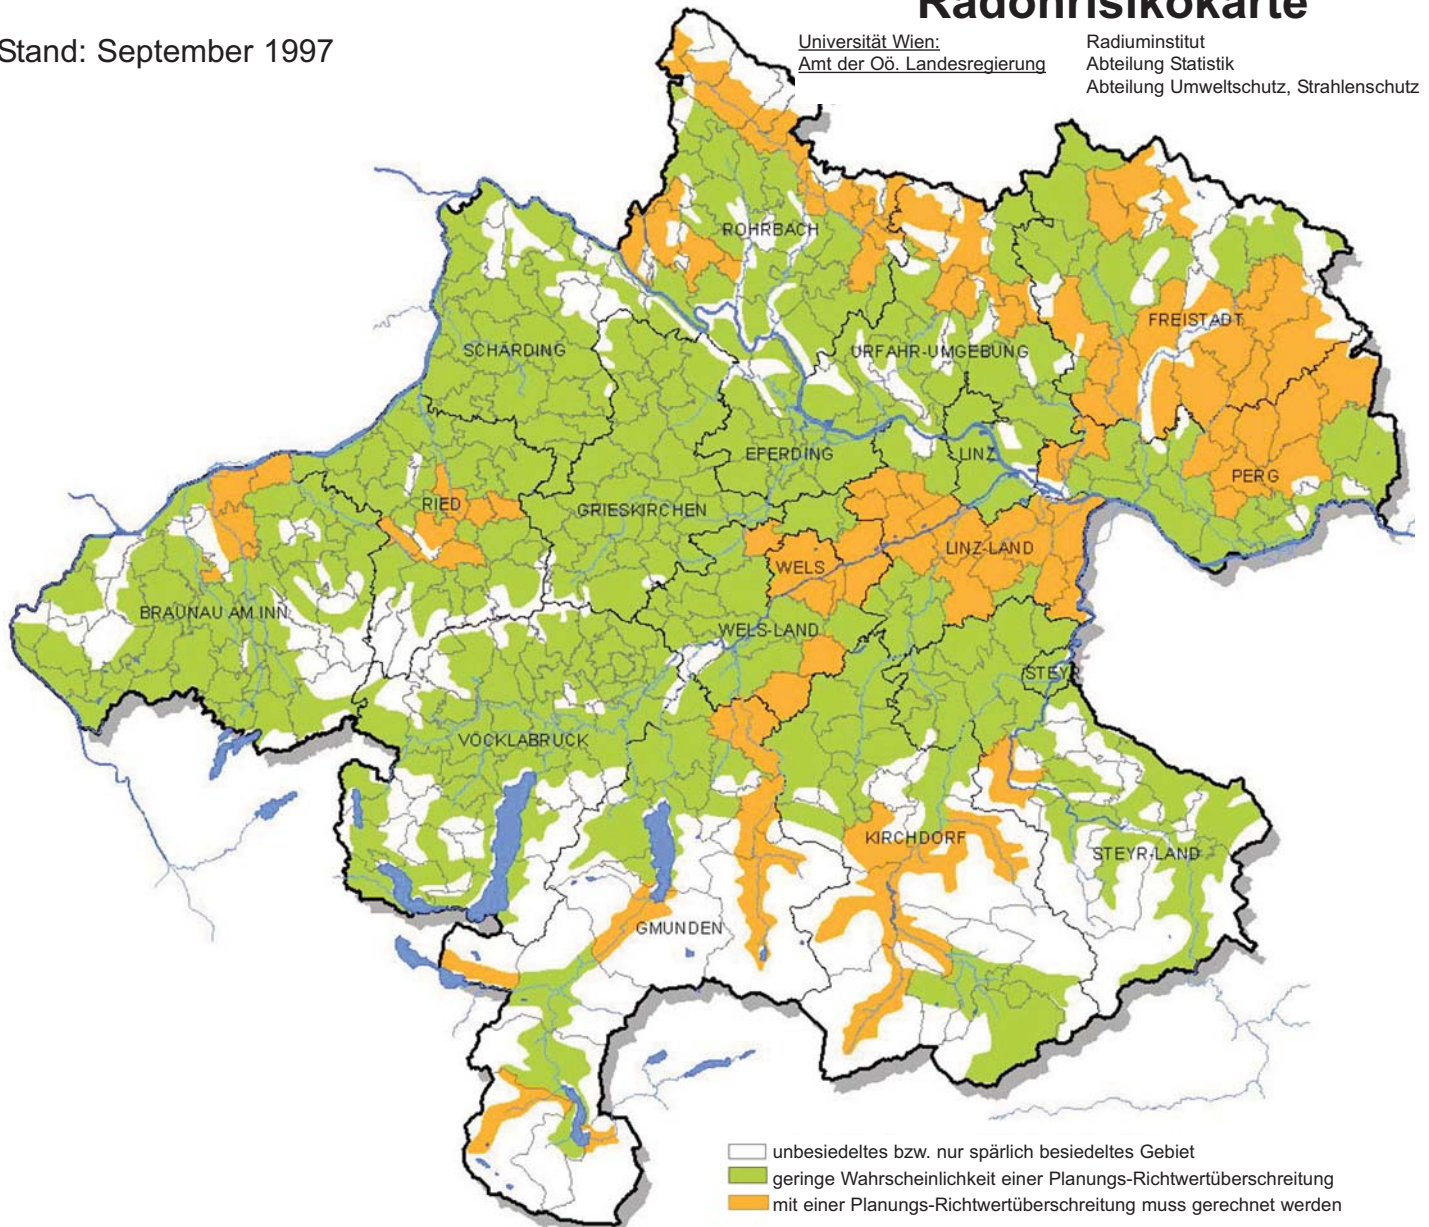 Radonrisikokarte
Stand: September 1997
Universität Wien: Radiuminstitut
Amt der Oö. Landesregierung Abteilung Statistik
Abteilung Umweltschutz, Strahlenschutz
ROHRBACH
FREISTADT
SCHÄRDING
URFAHR-UMGEBUNG
EFERDING
LINZ
PERG
RIED
GRIESKIRCHEN
LINZ-LAND
WELS
BRAUNAU AM INN
WELS-LAND
STEYR
VÖCKLABRUCK
KIRCHDORF
STEYR-LAND
GMUNDEN
unbesiedeltes bzw. nur spärlich besiedeltes Gebiet
geringe Wahrscheinlichkeit einer Planungs-Richtwertüberschreitung
mit einer Planungs-Richtwertüberschreitung muss gerechnet werden